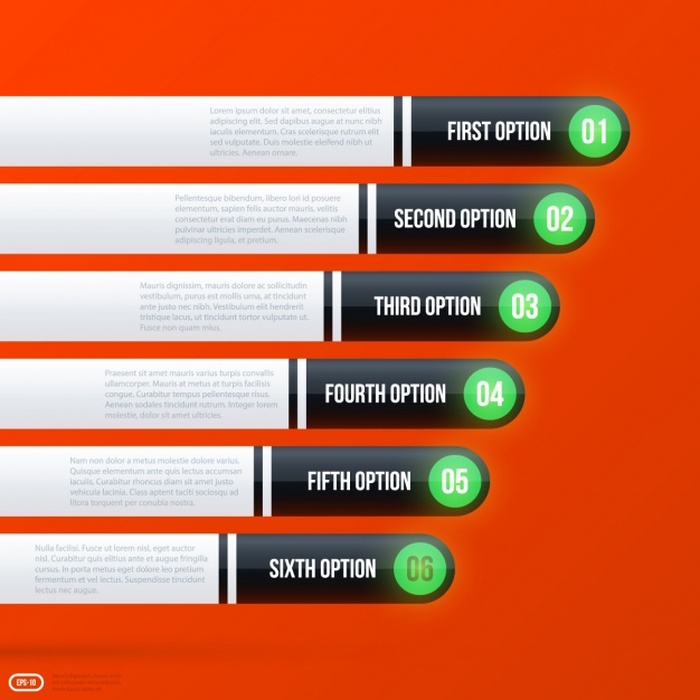 Lorem ipsum dolor sit amet, consectetur elitius
adipiscing elit. Sed dapibus augue at nunc nibh
iaculis elementum. Cras scelerisque rutrum elit
sed vulputate. Duis molestie eleifend nibh ut
ultricies. Aenean ornare.
FIRST OPTION 01
Pellentesque bibendum, libero lori id posuere
elementum, sapien felis auctor mauris, velitis
consectetur erat diam eu purus. Maecenas nibh
pulvinar ultricies imperdet. Aenean scelerisque
adipiscing ligula, et pretium.
SECOND OPTION 02
Mauris dignissim, mauris dolore ac sollicitudin
vestibulum, purus est mollis urna, at tincidunt
ante justo nec nibh. Vestibulum elit hendrerit
tristique lacus, ut tincidunt tortor vulputate ut.
Fusce non quam mius.
THIRD OPTION 03
Praesent sit amet mauris varius turpis convallis
ullamcorper. Mauris at metus at turpis facilisis
congue. Curabitur tempus pellentesque risus.
Aenean sodales tincidunt metus. Integer lorem
molestie, dolor sit amet ultricies.
FOURTH OPTION 04
Nam non dolor a metus molestie dolore varius.
Quisque elementum ante quis lectus accumsan
id. Curabitur rhoncus diam sit amet justo
vehicula lacinia. Class aptent taciti sociosqu ad
litora torquent per conubia nostra.
FIFTH OPTION 05
Nulla facilisi. Fusce ut lorem nisl, eget auctor
nisl. Curabitur quis elitius ante et augue fringilla
cursus. In porta metus eget dolore leo pretium
fermentum et vel lectus. Suspendisse tincidunt
lectus nec augue.
SIXTH OPTION 06
EPS-10